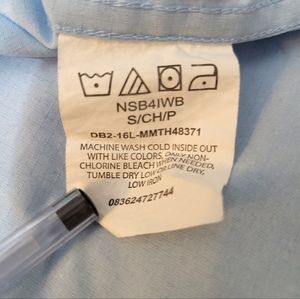 NSB4IWB
S/CH/P
DB2-16L-MMTH48371
MACHINE WASH COLD INSIDE OUT
WITH LIKE COLORS, ONLY NON-
CHLORINE BLEACH WHEN NEEDED,
TUMBLE DRY LOW OR LINE DRY,
LOW IRON
083624727744